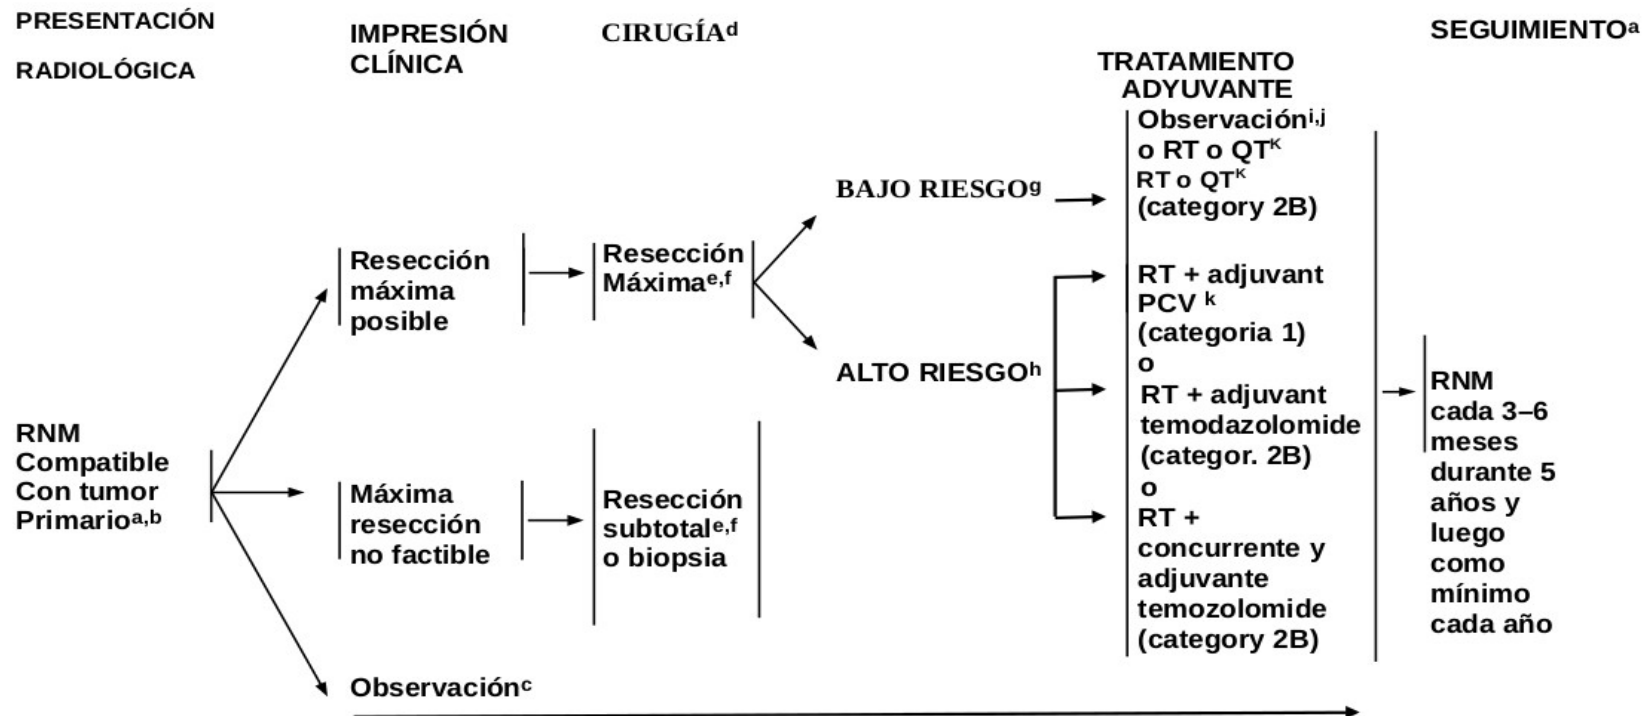 PRESENTACIÓN
RADIOLÓGICA
IMPRESIÓN
CLÍNICA
CIRUGÍAᵈ
TRATAMIENTO
ADYUVANTE
SEGUIMIENTOᵃ
RNM
Compatible
Con tumor
Primarioᵃ,ᵇ
Resección
máxima
posible
Máxima
resección
no factible
Observaciónᶜ
Resección
Máximaᵉ,ᶠ
Resección
subtotalᵉ,ᶠ
o biopsia
BAJO RIESGOᵍ
ALTO RIESGOʰ
Observaciónⁱ,ʲ
o RT o QTᴷ
RT o QTᴷ
(category 2B)
RT + adjuvant
PCV ᵏ
(categoria 1)
o
RT + adjuvant
temodazolomide
(categor. 2B)
o
RT +
concurrente y
adjuvante
temozolomide
(category 2B)
RNM
cada 3–6
meses
durante 5
años y
luego
como
mínimo
cada año